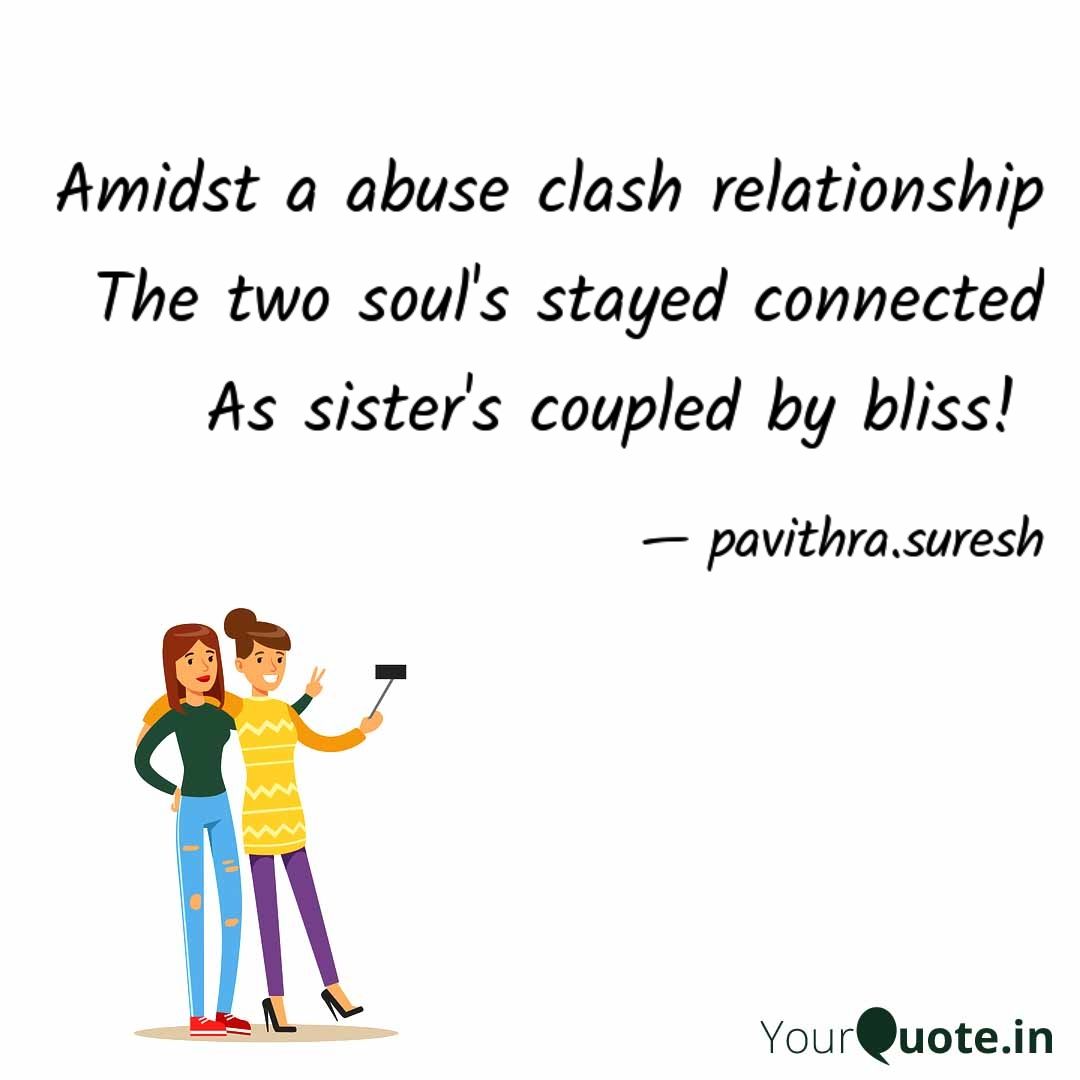 Amidst a abuse clash relationship
The two soul's stayed connected
As sister's coupled by bliss!
— pavithra.suresh
YourQuote.in